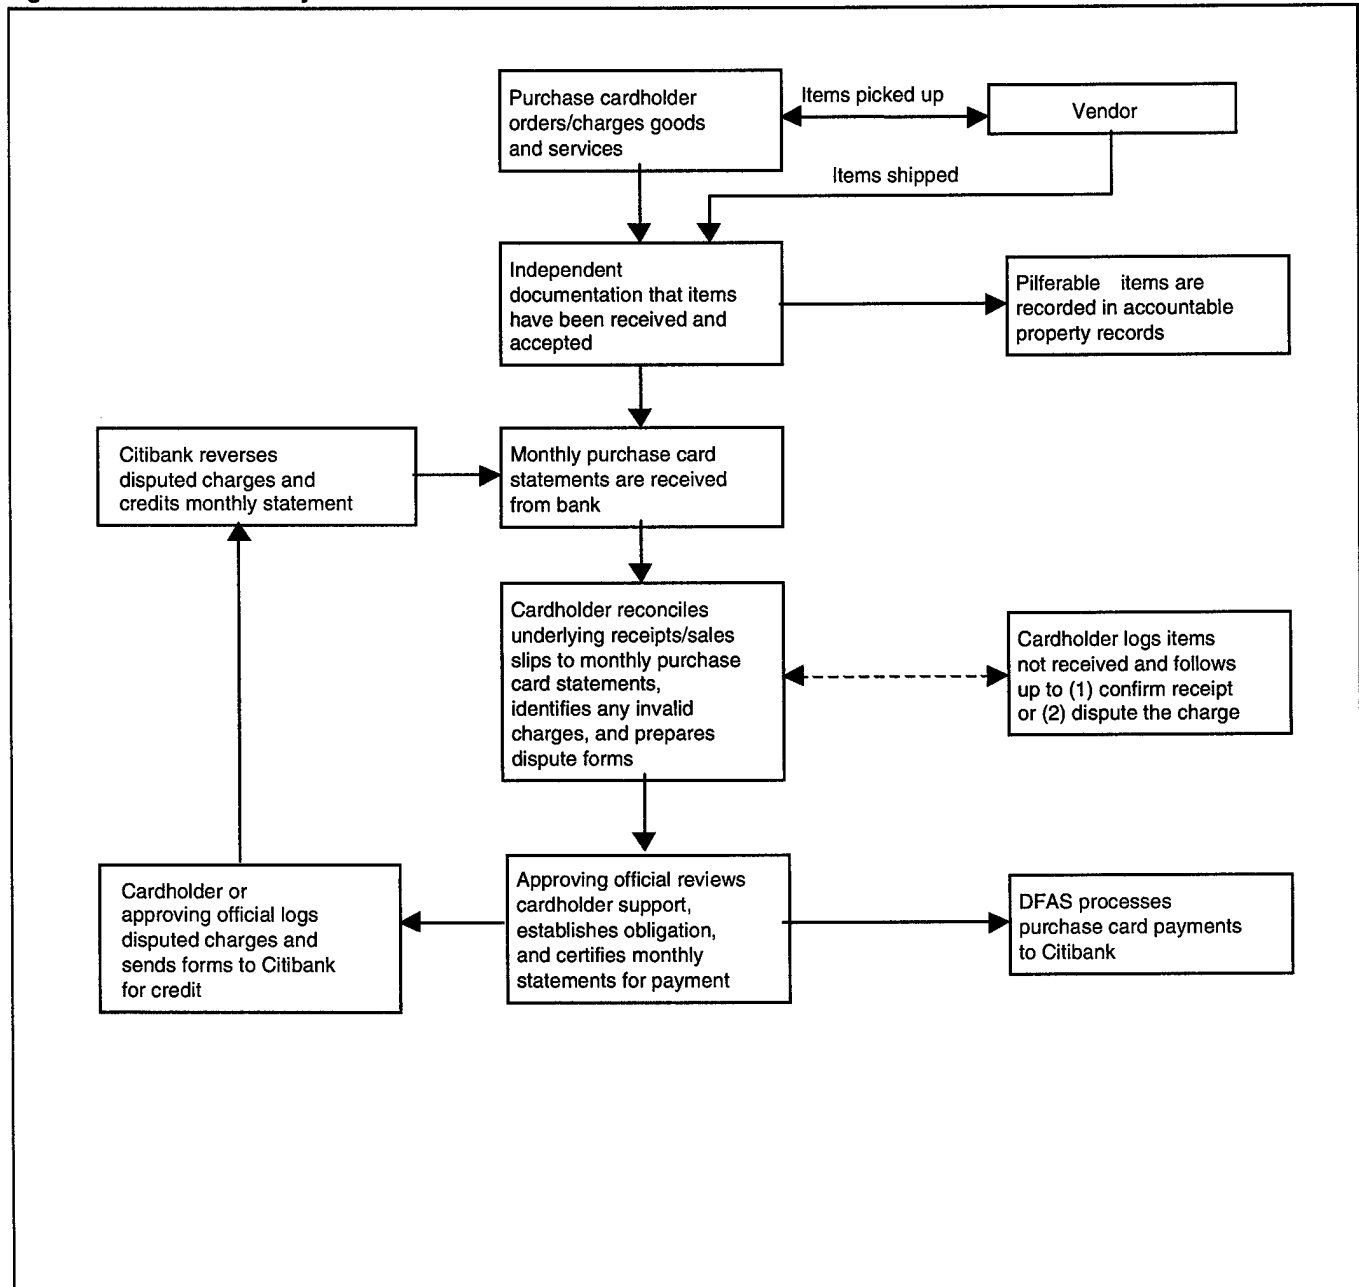 Purchase cardholder
orders/charges goods
and services
Items picked up
Vendor
Items shipped
Independent
documentation that items
have been received and
accepted
Pilferable items are
recorded in accountable
property records
Citibank reverses
disputed charges and
credits monthly statement
Monthly purchase card
statements are received
from bank
Cardholder reconciles
underlying receipts/sales
slips to monthly purchase
card statements,
identifies any invalid
charges, and prepares
dispute forms
Cardholder logs items
not received and follows
up to (1) confirm receipt
or (2) dispute the charge
Cardholder or
approving official logs
disputed charges and
sends forms to Citibank
for credit
Approving official reviews
cardholder support,
establishes obligation,
and certifies monthly
statements for payment
DFAS processes
purchase card payments
to Citibank